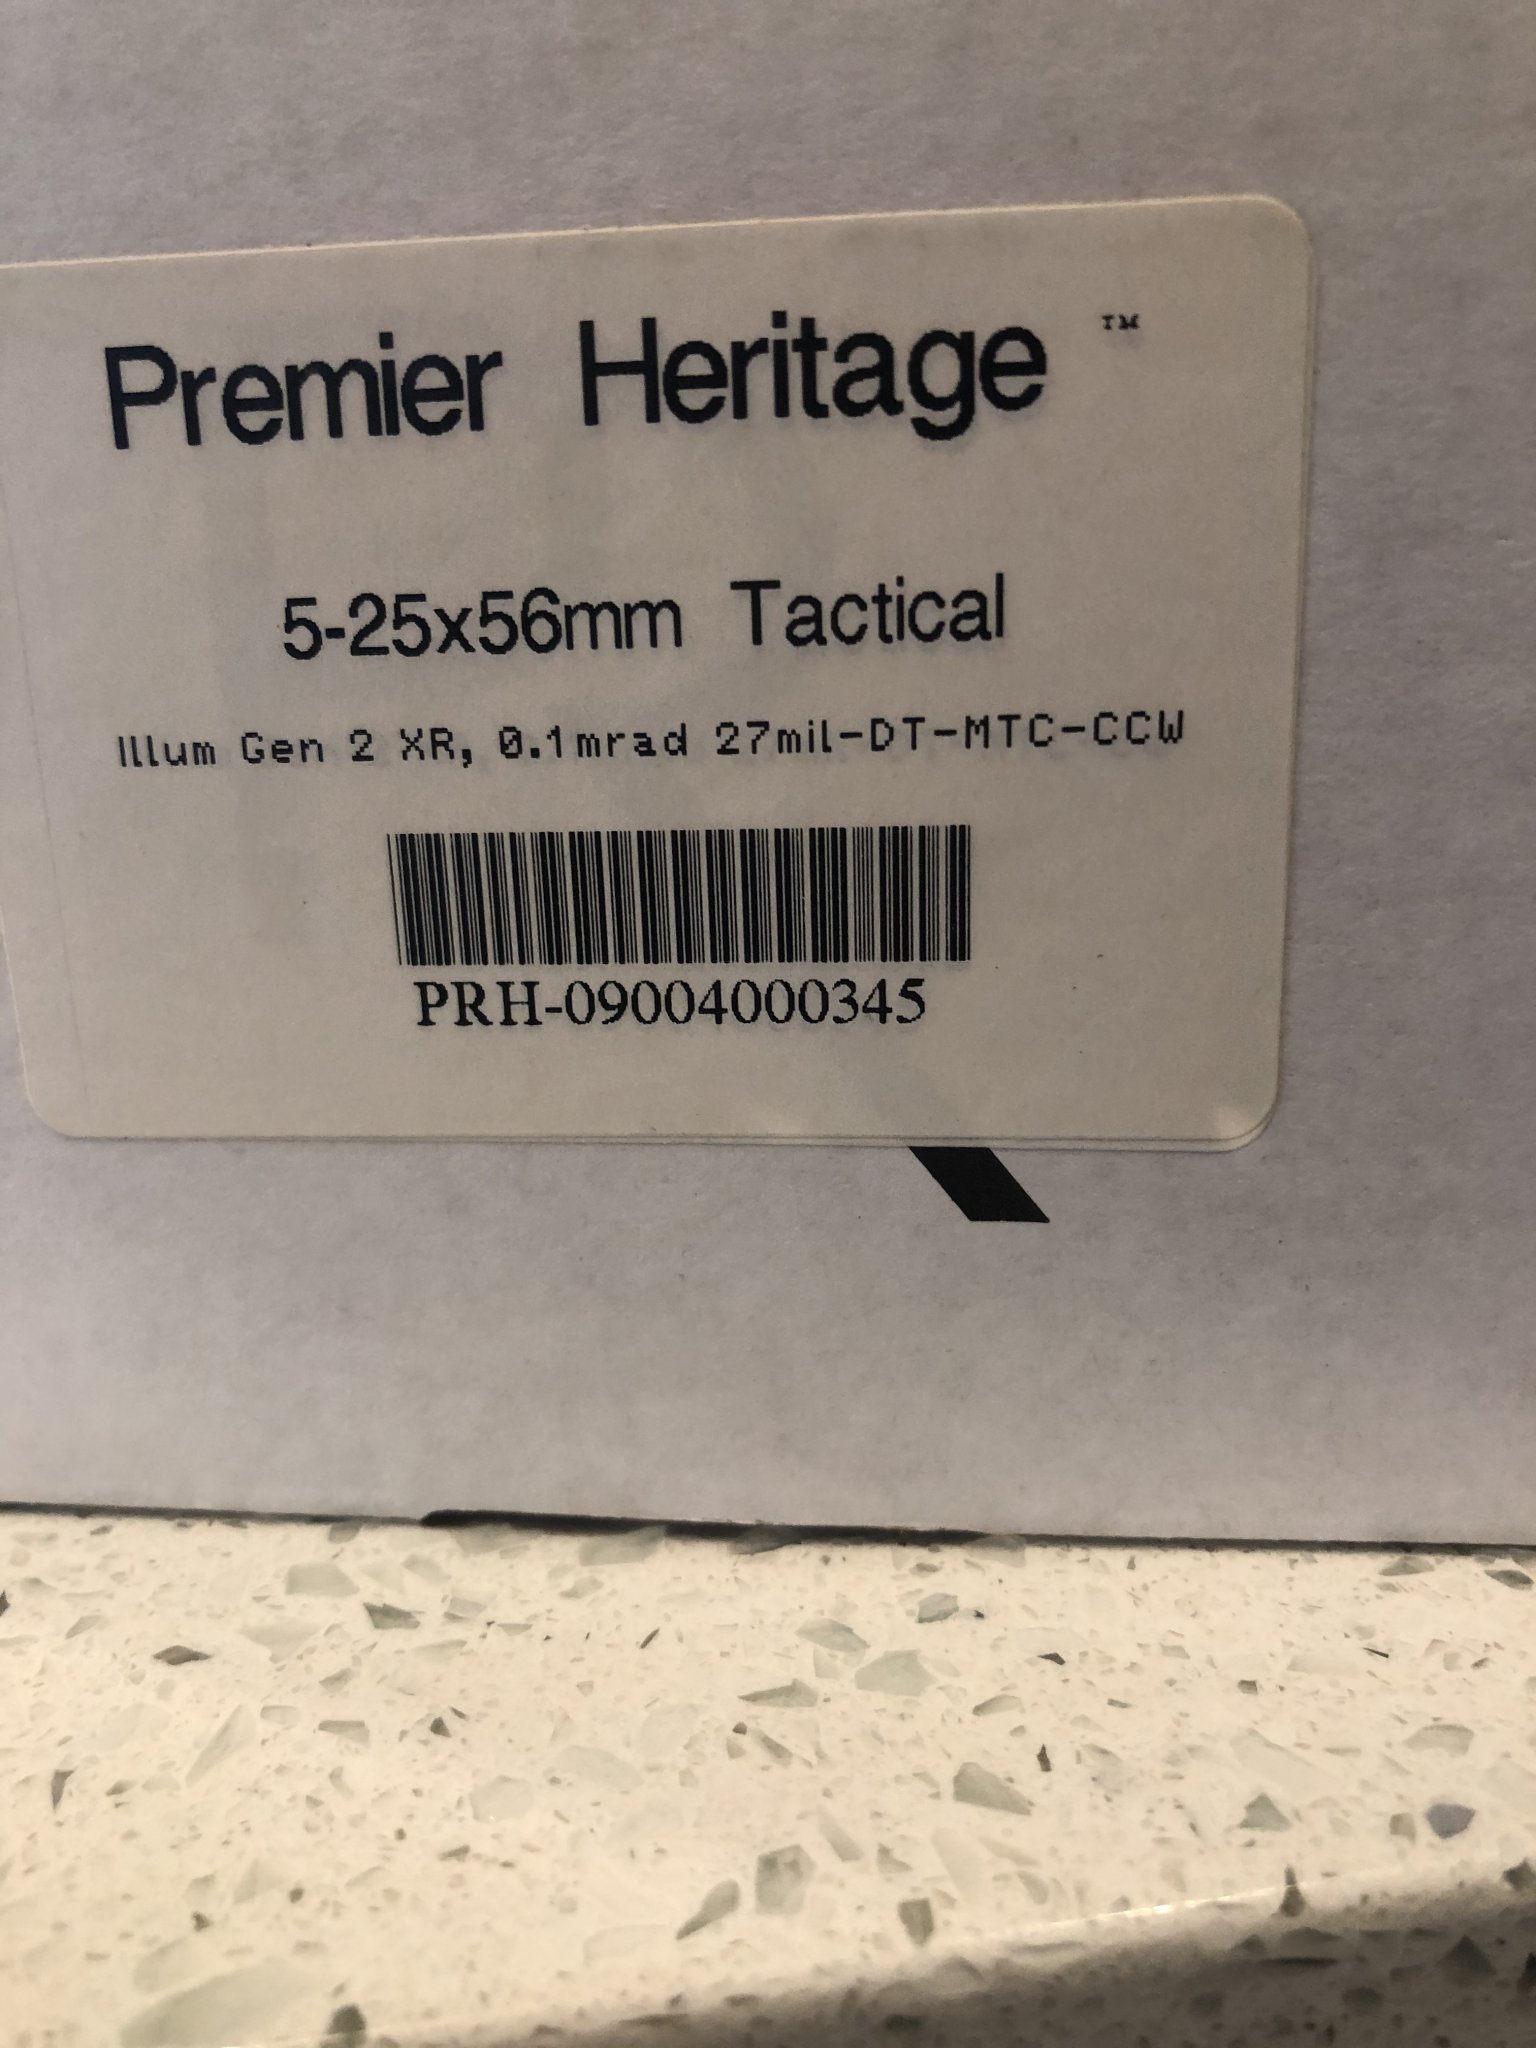 Premier Heritage ™
5-25x56mm Tactical
Illum Gen 2 XR, 0.1mrad 27mil-DT-MTC-CCW
PRH-09004000345